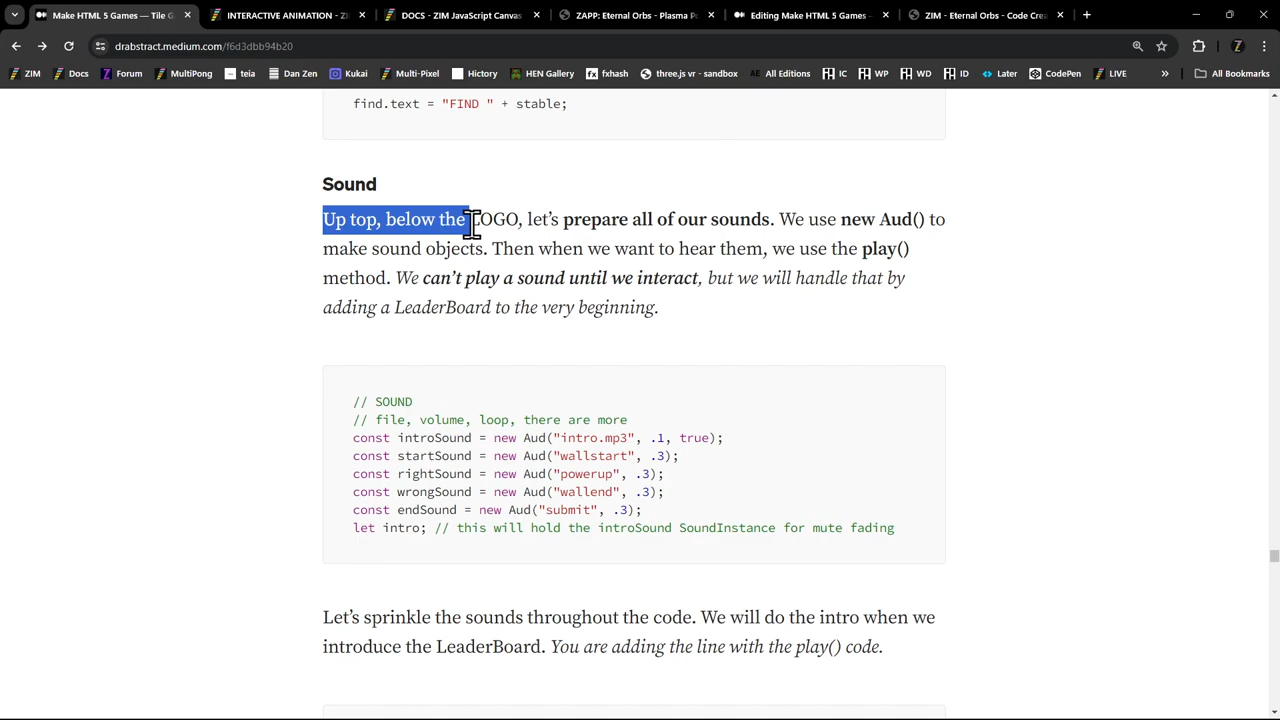 Make HTML 5 Games — Tile G
INTERACTIVE ANIMATION - ZI
DOCS - ZIM JavaScript Canvas
ZAPP: Eternal Orbs - Plasma Po
Editing Make HTML 5 Games –
ZIM - Eternal Orbs - Code Crea
drabstract.medium.com/f6d3dbb94b20
ZIM
Docs
Forum
MultiPong
teia
Dan Zen
Kukai
Multi-Pixel
Hictory
HEN Gallery
fxhash
three.js vr - sandbox
All Editions
IC
WP
WD
ID
Later
CodePen
LIVE
»
All Bookmarks
find.text = "FIND " + stable;
Sound
Up top, below the LOGO, let’s prepare all of our sounds. We use new Aud() to
make sound objects. Then when we want to hear them, we use the play()
method. We can’t play a sound until we interact, but we will handle that by
adding a LeaderBoard to the very beginning.
// SOUND
// file, volume, loop, there are more
const introSound = new Aud("intro.mp3", .1, true);
const startSound = new Aud("wallstart", .3);
const rightSound = new Aud("powerup", .3);
const wrongSound = new Aud("wallend", .3);
const endSound = new Aud("submit", .3);
let intro; // this will hold the introSound SoundInstance for mute fading
Let’s sprinkle the sounds throughout the code. We will do the intro when we
introduce the LeaderBoard. You are adding the line with the play() code.